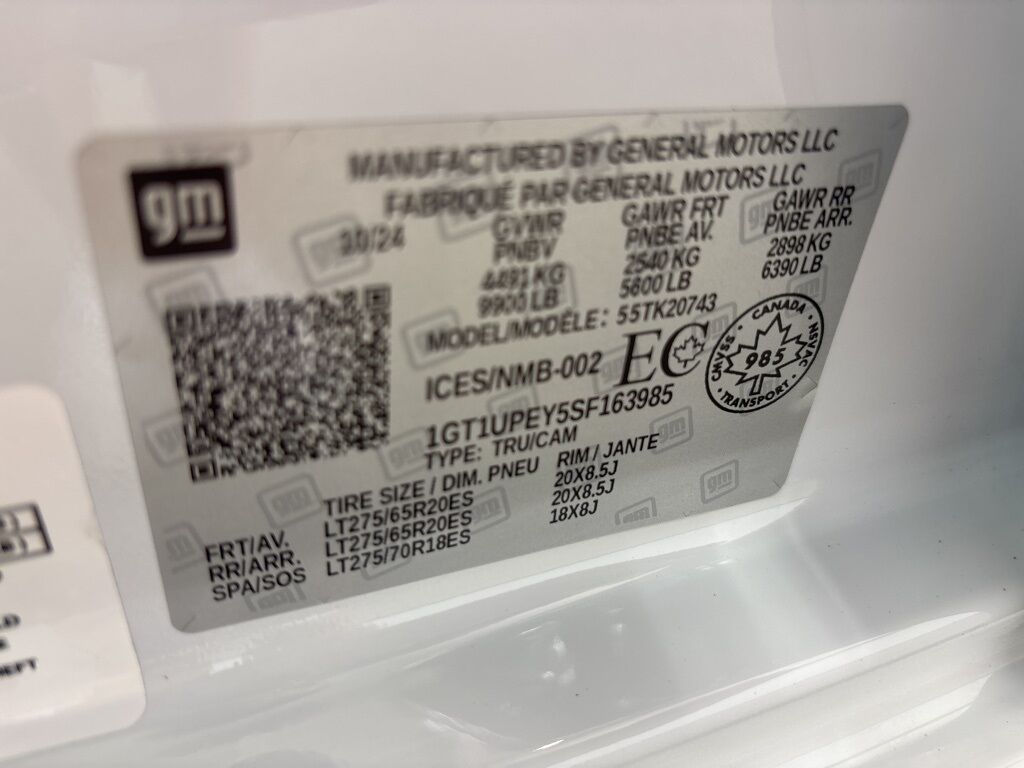 gm
MANUFACTURED BY GENERAL MOTORS LLC
FABRIQUÉ PAR GENERAL MOTORS LLC
10/24 GVWR GAWR FRT GAWR RR
PNBV PNBE AV. PNBE ARR.
4491 KG 2540 KG 2898 KG
9900 LB 5600 LB 6390 LB
MODEL/MODÈLE: 55TK20743
ICES/NMB-002 EC
CANADA
CMVSS 985 NSVAC
TRANSPORT
1GT1UPEY5SF163985
TYPE: TRU/CAM
TIRE SIZE / DIM. PNEU RIM / JANTE
FRT/AV. LT275/65R20ES 20X8.5J
RR/ARR. LT275/65R20ES 20X8.5J
SPA/SOS LT275/70R18ES 18X8J